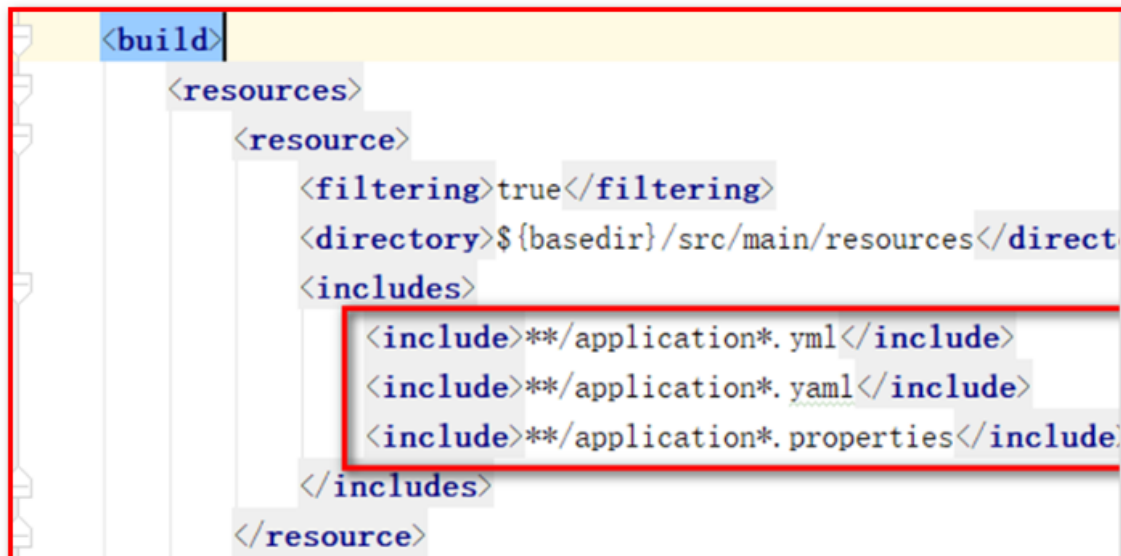 <build>
<resources>
<resource>
<filtering>true</filtering>
<directory>${basedir}/src/main/resources</direct
<includes>
<include>**/application*.yml</include>
<include>**/application*.yaml</include>
<include>**/application*.properties</include>
</includes>
</resource>